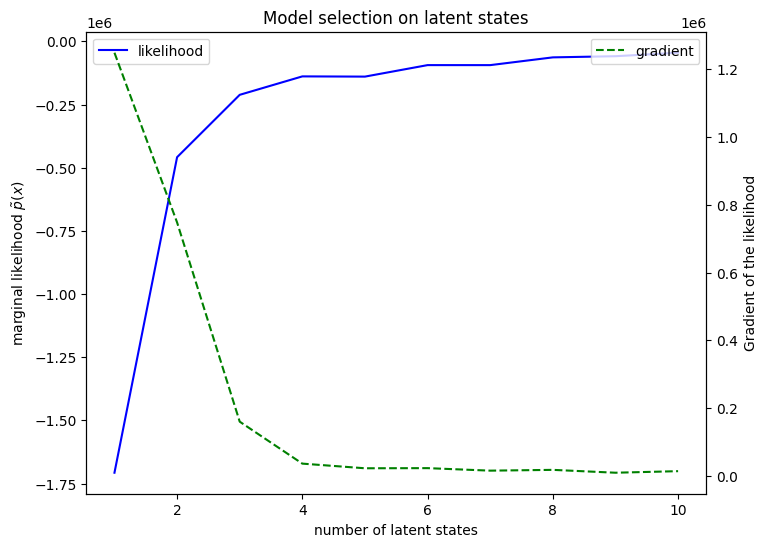 Model selection on latent states
1e6
1e6
likelihood
gradient
0.00
−0.25
−0.50
−0.75
−1.00
−1.25
−1.50
−1.75
marginal likelihood p̃(x)
1.2
1.0
0.8
0.6
0.4
0.2
0.0
Gradient of the likelihood
2
4
6
8
10
number of latent states